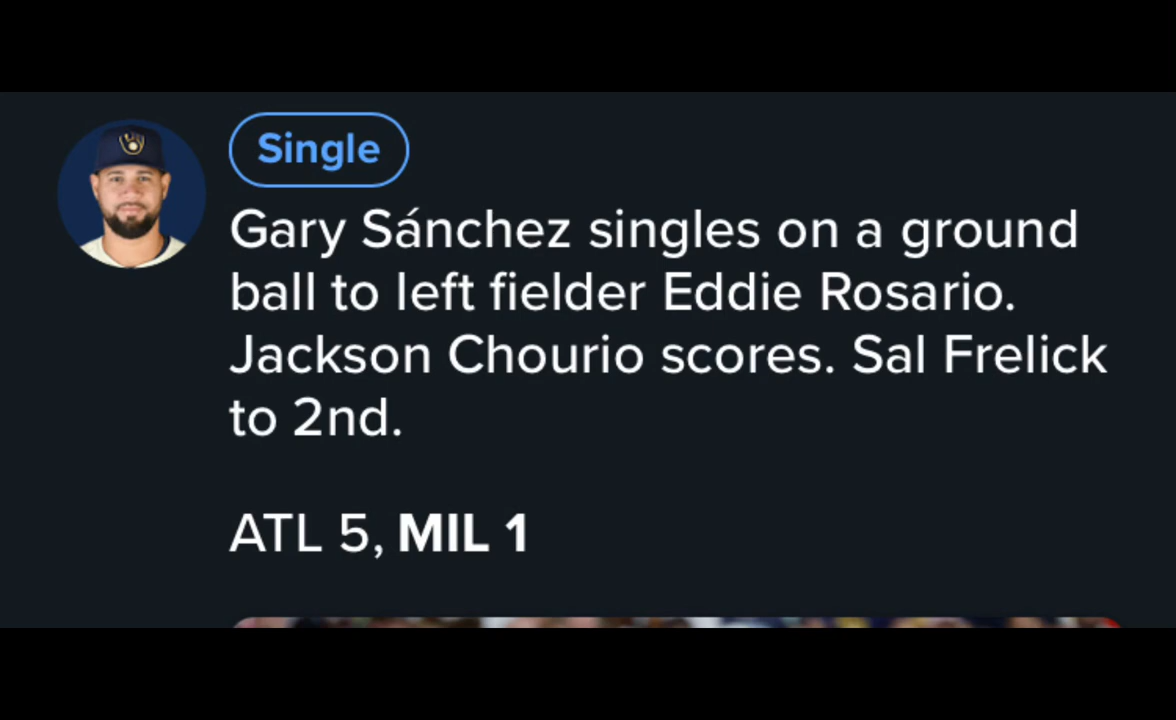 Single
Gary Sánchez singles on a ground
ball to left fielder Eddie Rosario.
Jackson Chourio scores. Sal Frelick
to 2nd.
ATL 5, MIL 1